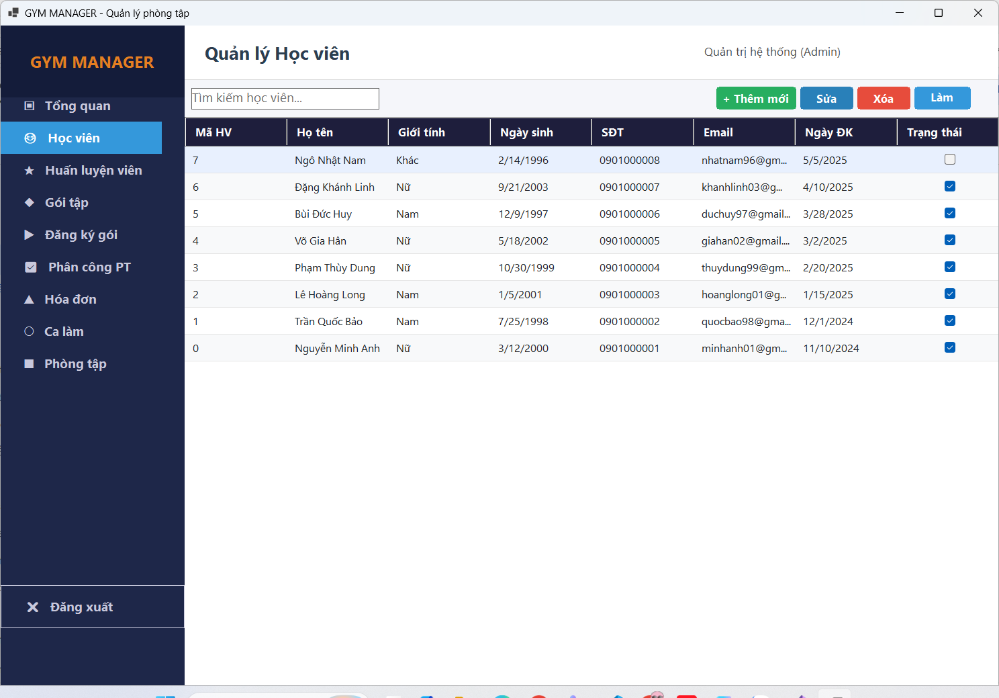 GYM MANAGER - Quản lý phòng tập
GYM MANAGER
Tổng quan
Học viên
Huấn luyện viên
Gói tập
Đăng ký gói
Phân công PT
Hóa đơn
Ca làm
Phòng tập
Đăng xuất
Quản lý Học viên
Quản trị hệ thống (Admin)
Tìm kiếm học viên...
+ Thêm mới Sửa Xóa Làm
Mã HV Họ tên Giới tính Ngày sinh SĐT Email Ngày ĐK Trạng thái
7 Ngô Nhật Nam Khác 2/14/1996 0901000008 nhatnam96@gm... 5/5/2025
6 Đặng Khánh Linh Nữ 9/21/2003 0901000007 khanhlinh03@g... 4/10/2025
5 Bùi Đức Huy Nam 12/9/1997 0901000006 duchuy97@gmail... 3/28/2025
4 Võ Gia Hân Nữ 5/18/2002 0901000005 giahan02@gmail.... 3/2/2025
3 Phạm Thùy Dung Nữ 10/30/1999 0901000004 thuydung99@gm... 2/20/2025
2 Lê Hoàng Long Nam 1/5/2001 0901000003 hoanglong01@g... 1/15/2025
1 Trần Quốc Bảo Nam 7/25/1998 0901000002 quocbao98@gma... 12/1/2024
0 Nguyễn Minh Anh Nữ 3/12/2000 0901000001 minhanh01@gm... 11/10/2024